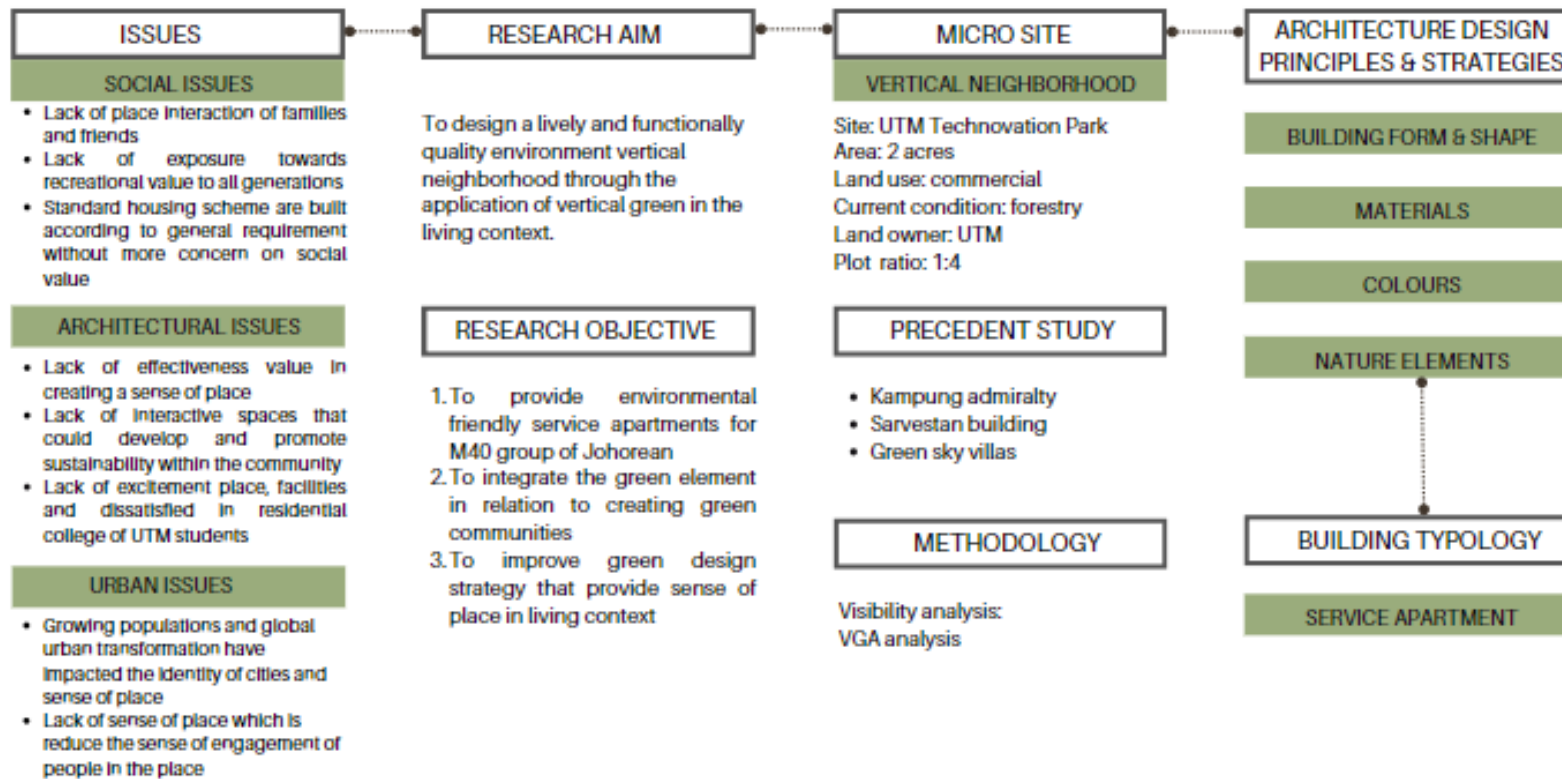 ISSUES
SOCIAL ISSUES
• Lack of place interaction of families
and friends
• Lack of exposure towards
recreational value to all generations
• Standard housing scheme are built
according to general requirement
without more concern on social
value
ARCHITECTURAL ISSUES
• Lack of effectiveness value in
creating a sense of place
• Lack of interactive spaces that
could develop and promote
sustainability within the community
• Lack of excitement place, facilities
and dissatisfied in residential
college of UTM students
URBAN ISSUES
• Growing populations and global
urban transformation have
impacted the identity of cities and
sense of place
• Lack of sense of place which is
reduce the sense of engagement of
people in the place
RESEARCH AIM
To design a lively and functionally
quality environment vertical
neighborhood through the
application of vertical green in the
living context.
RESEARCH OBJECTIVE
1. To provide environmental
friendly service apartments for
M40 group of Johorean
2. To integrate the green element
in relation to creating green
communities
3. To improve green design
strategy that provide sense of
place in living context
MICRO SITE
VERTICAL NEIGHBORHOOD
Site: UTM Technovation Park
Area: 2 acres
Land use: commercial
Current condition: forestry
Land owner: UTM
Plot ratio: 1:4
PRECEDENT STUDY
• Kampung admiralty
• Sarvestan building
• Green sky villas
METHODOLOGY
Visibility analysis:
VGA analysis
ARCHITECTURE DESIGN
PRINCIPLES & STRATEGIES
BUILDING FORM & SHAPE
MATERIALS
COLOURS
NATURE ELEMENTS
BUILDING TYPOLOGY
SERVICE APARTMENT